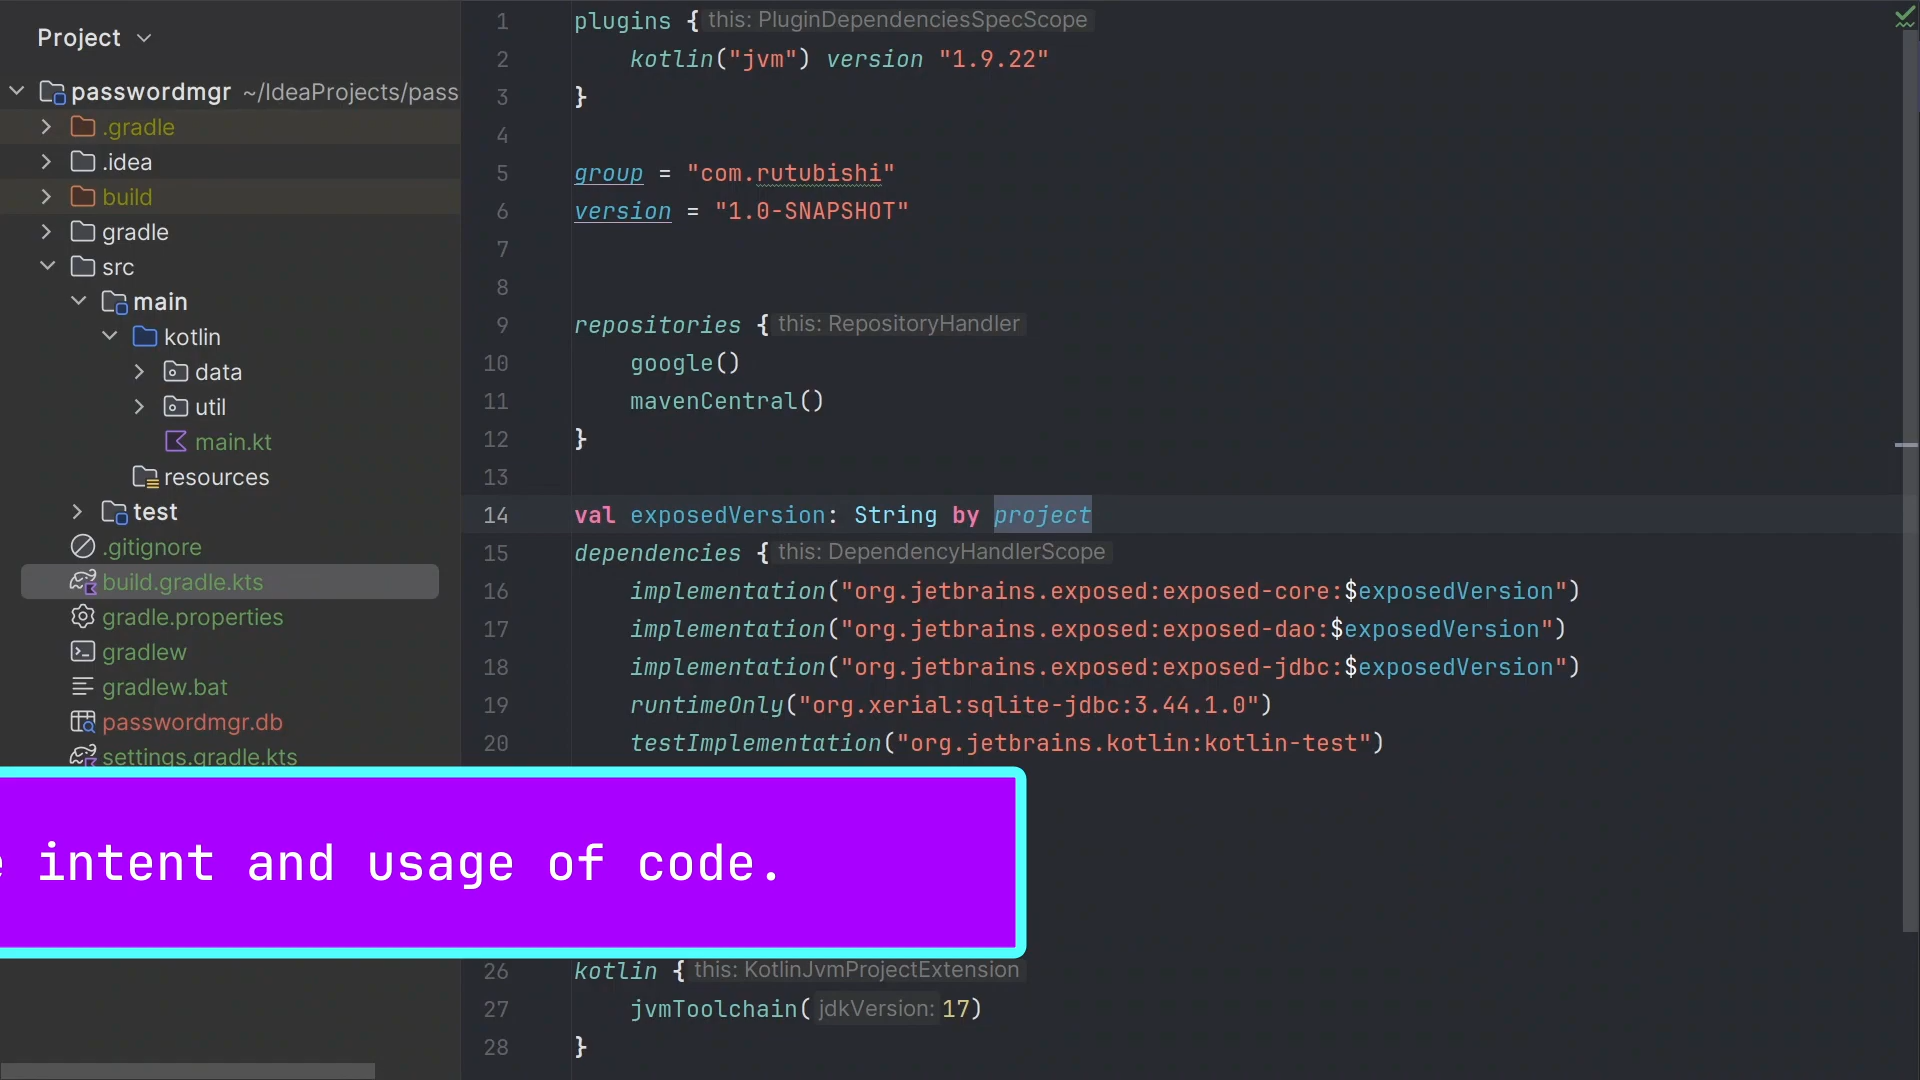 Project
passwordmgr ~/IdeaProjects/pass
.gradle
.idea
build
gradle
src
main
kotlin
data
util
main.kt
resources
test
.gitignore
build.gradle.kts
gradle.properties
gradlew
gradlew.bat
passwordmgr.db
settings.gradle.kts
1 plugins { this: PluginDependenciesSpecScope
2 kotlin("jvm") version "1.9.22"
3 }
4
5 group = "com.rutubishi"
6 version = "1.0-SNAPSHOT"
7
8
9 repositories { this: RepositoryHandler
10 google()
11 mavenCentral()
12 }
13
14 val exposedVersion: String by project
15 dependencies { this: DependencyHandlerScope
16 implementation("org.jetbrains.exposed:exposed-core:$exposedVersion")
17 implementation("org.jetbrains.exposed:exposed-dao:$exposedVersion")
18 implementation("org.jetbrains.exposed:exposed-jdbc:$exposedVersion")
19 runtimeOnly("org.xerial:sqlite-jdbc:3.44.1.0")
20 testImplementation("org.jetbrains.kotlin:kotlin-test")
intent and usage of code.
26 kotlin { this: KotlinJvmProjectExtension
27 jvmToolchain( jdkVersion: 17)
28 }